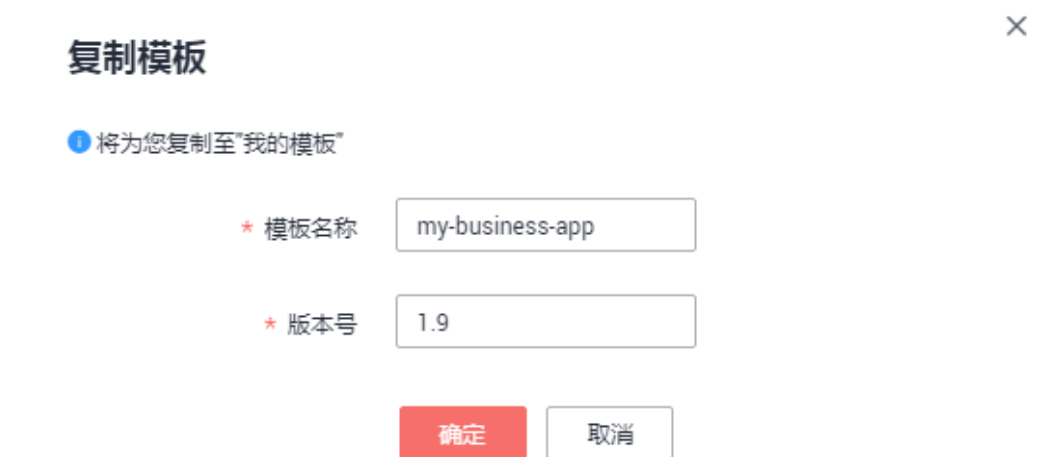 复制模板
将为您复制至"我的模板"
* 模板名称 my-business-app
* 版本号 1.9
确定 取消